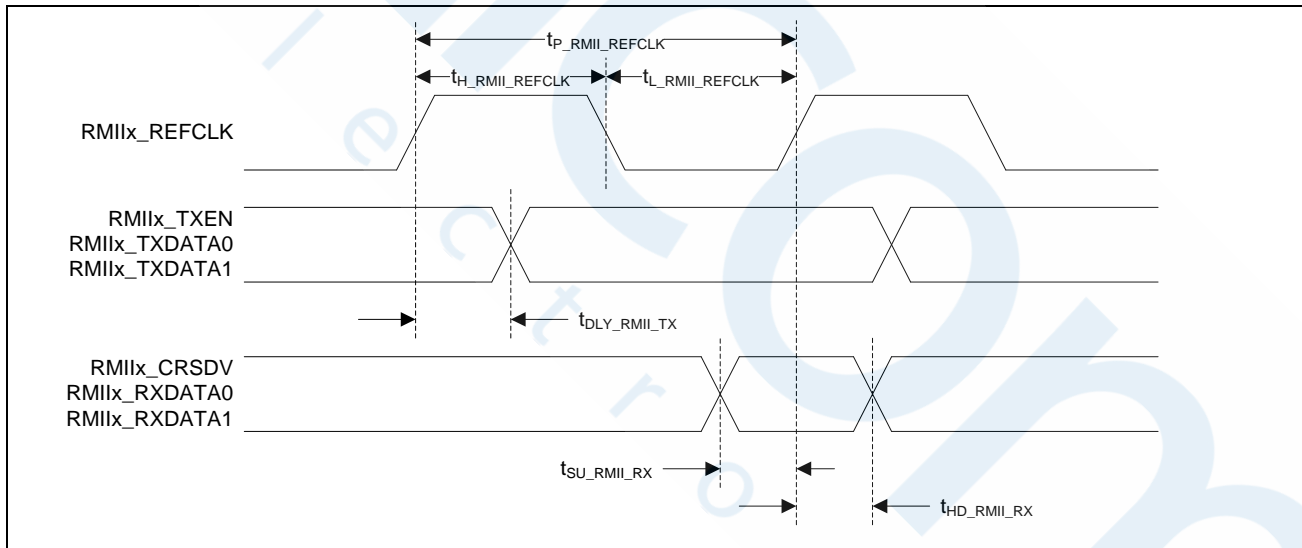 tP_RMII_REFCLK
tH_RMII_REFCLK
tL_RMII_REFCLK
RMIIx_REFCLK
RMIIx_TXEN
RMIIx_TXDATA0
RMIIx_TXDATA1
tDLY_RMII_TX
RMIIx_CRSDV
RMIIx_RXDATA0
RMIIx_RXDATA1
tSU_RMII_RX
tHD_RMII_RX